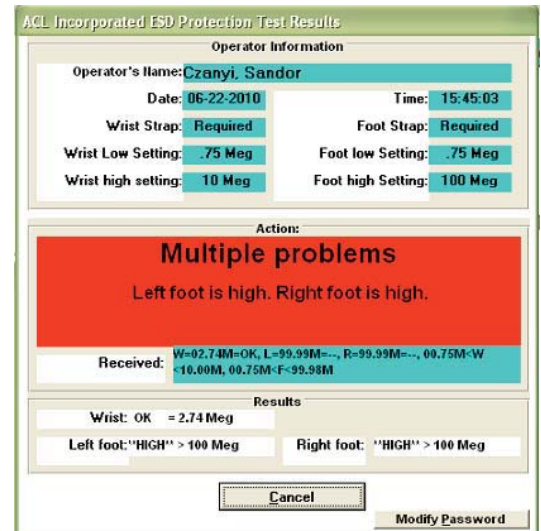 ACL Incorporated ESD Protection Test Results
Operator Information
Operator's Name: Czanyi, Sandor
Date: 06-22-2010 Time: 15:45:03
Wrist Strap: Required Foot Strap: Required
Wrist Low Setting: .75 Meg Foot low Setting: .75 Meg
Wrist high setting: 10 Meg Foot high Setting: 100 Meg
Action:
Multiple problems
Left foot is high. Right foot is high.
Received: W=02.74M=OK, L=99.99M=--, R=99.99M=--, 00.75M<W
<10.00M, 00.75M<F<99.98M
Results
Wrist: OK = 2.74 Meg
Left foot: "HIGH" > 100 Meg Right foot: "HIGH" > 100 Meg
Cancel
Modify Password